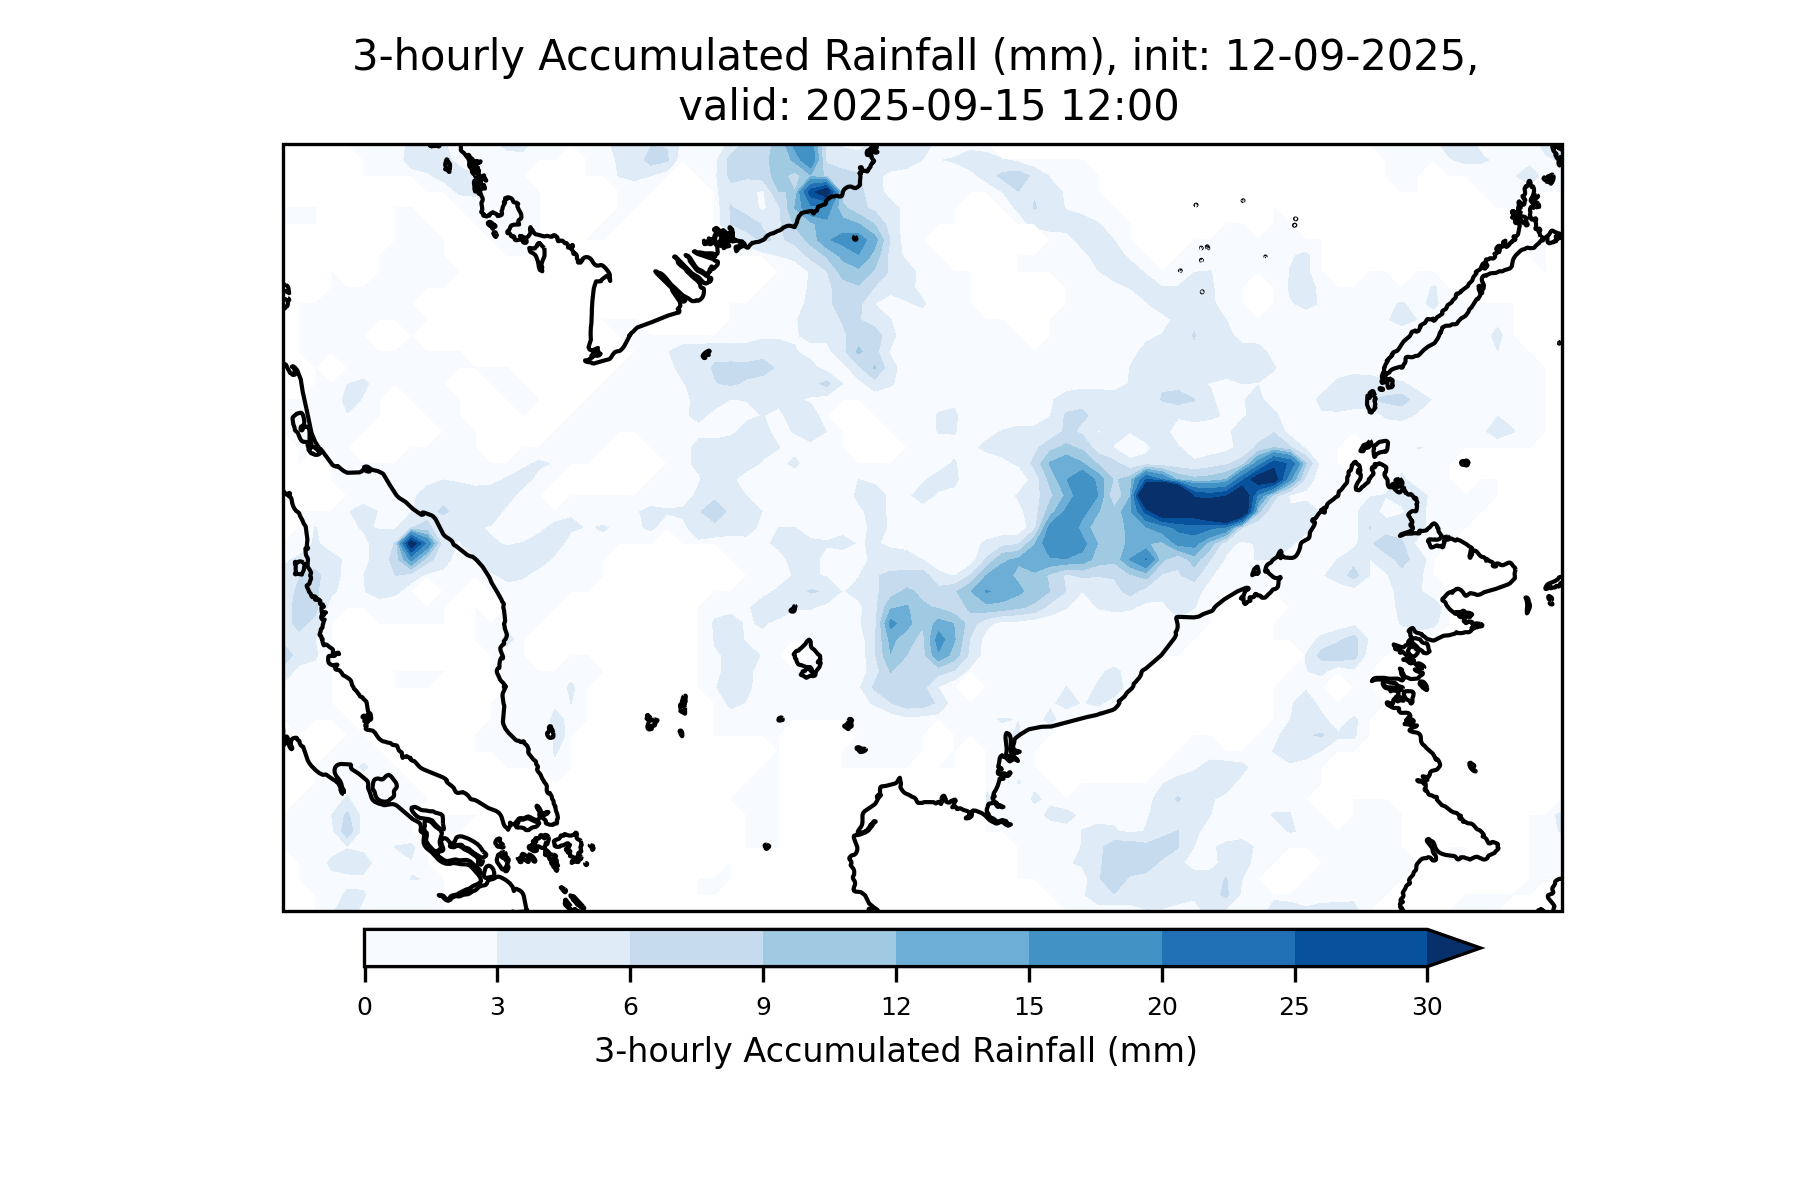 3-hourly Accumulated Rainfall (mm), init: 12-09-2025,
valid: 2025-09-15 12:00
0 3 6 9 12 15 20 25 30
3-hourly Accumulated Rainfall (mm)